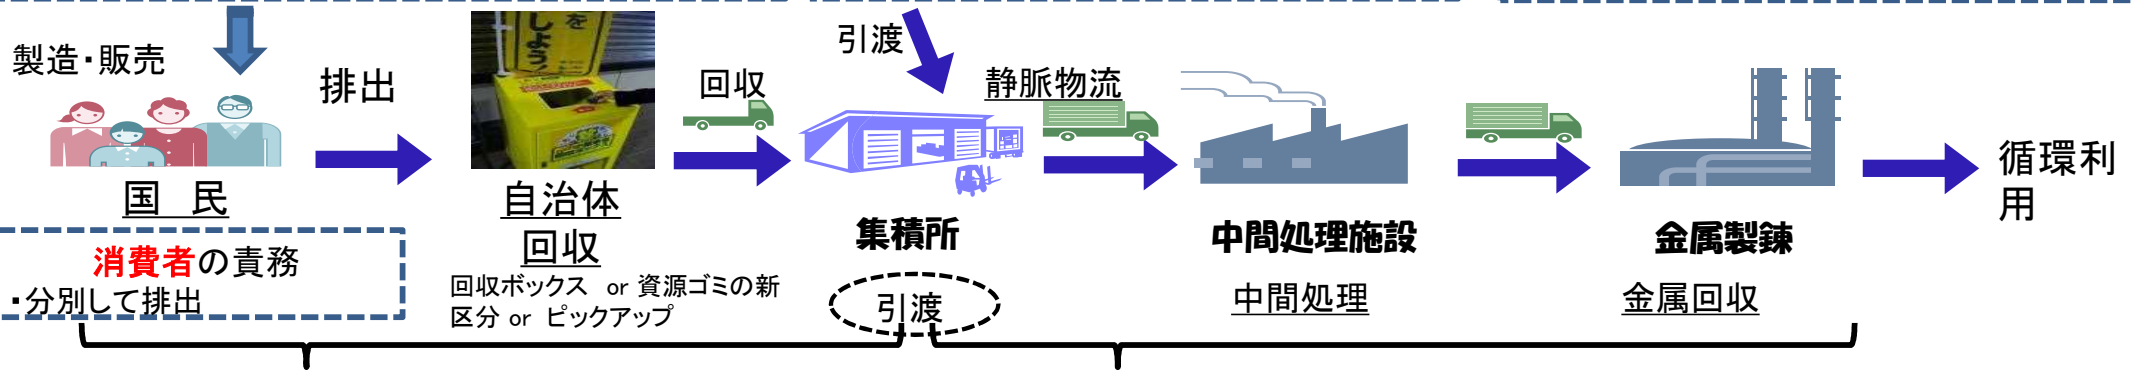 製造・販売
排出
回収
引渡
静脈物流
を
しよう!
国　民
自治体
回収
集積所
中間処理施設
金属製錬
循環利
用
消費者の責務
・分別して排出
回収ボックス or 資源ゴミの新
区分 or ピックアップ
引渡
中間処理
金属回収